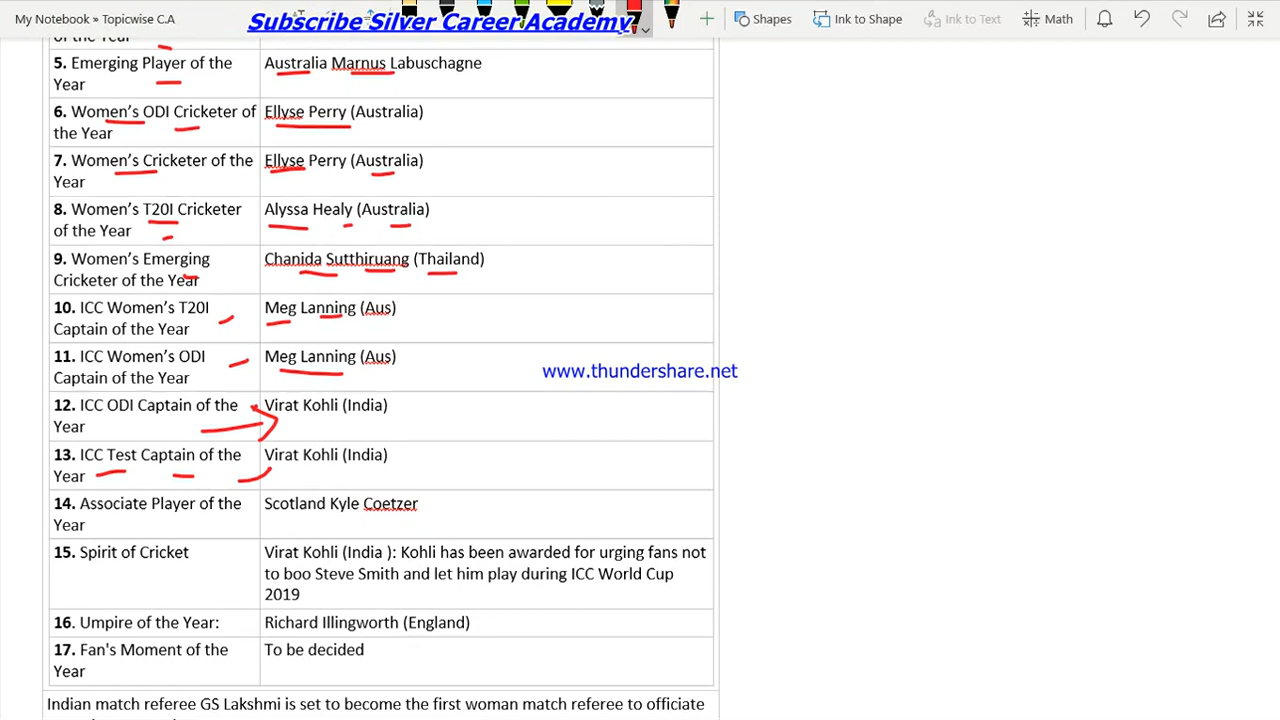 My Notebook » Topicwise C.A
Subscribe Silver Career Academy
Shapes
Ink to Shape
Ink to Text
Math
of the Year
5. Emerging Player of the Year
Australia Marnus Labuschagne
6. Women's ODI Cricketer of the Year
Ellyse Perry (Australia)
7. Women's Cricketer of the Year
Ellyse Perry (Australia)
8. Women's T20I Cricketer of the Year
Alyssa Healy (Australia)
9. Women's Emerging Cricketer of the Year
Chanida Sutthiruang (Thailand)
10. ICC Women's T20I Captain of the Year
Meg Lanning (Aus)
11. ICC Women's ODI Captain of the Year
Meg Lanning (Aus)
www.thundershare.net
12. ICC ODI Captain of the Year
Virat Kohli (India)
13. ICC Test Captain of the Year
Virat Kohli (India)
14. Associate Player of the Year
Scotland Kyle Coetzer
15. Spirit of Cricket
Virat Kohli (India ): Kohli has been awarded for urging fans not
to boo Steve Smith and let him play during ICC World Cup
2019
16. Umpire of the Year:
Richard Illingworth (England)
17. Fan's Moment of the Year
To be decided
Indian match referee GS Lakshmi is set to become the first woman match referee to officiate